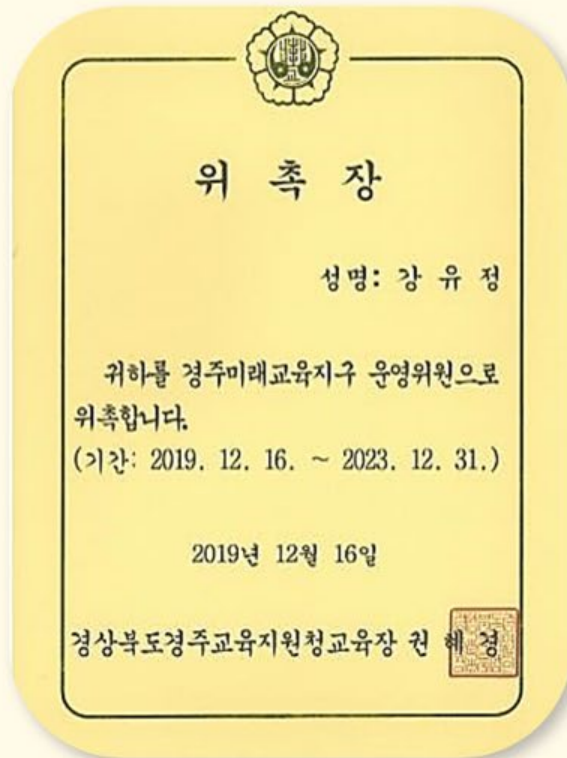 위 촉 장
성명: 강 유 정
귀하를 경주미래교육지구 운영위원으로
위촉합니다.
(기간: 2019. 12. 16. ~ 2023. 12. 31.)
2019년 12월 16일
경상북도경주교육지원청교육장 권 혜 경